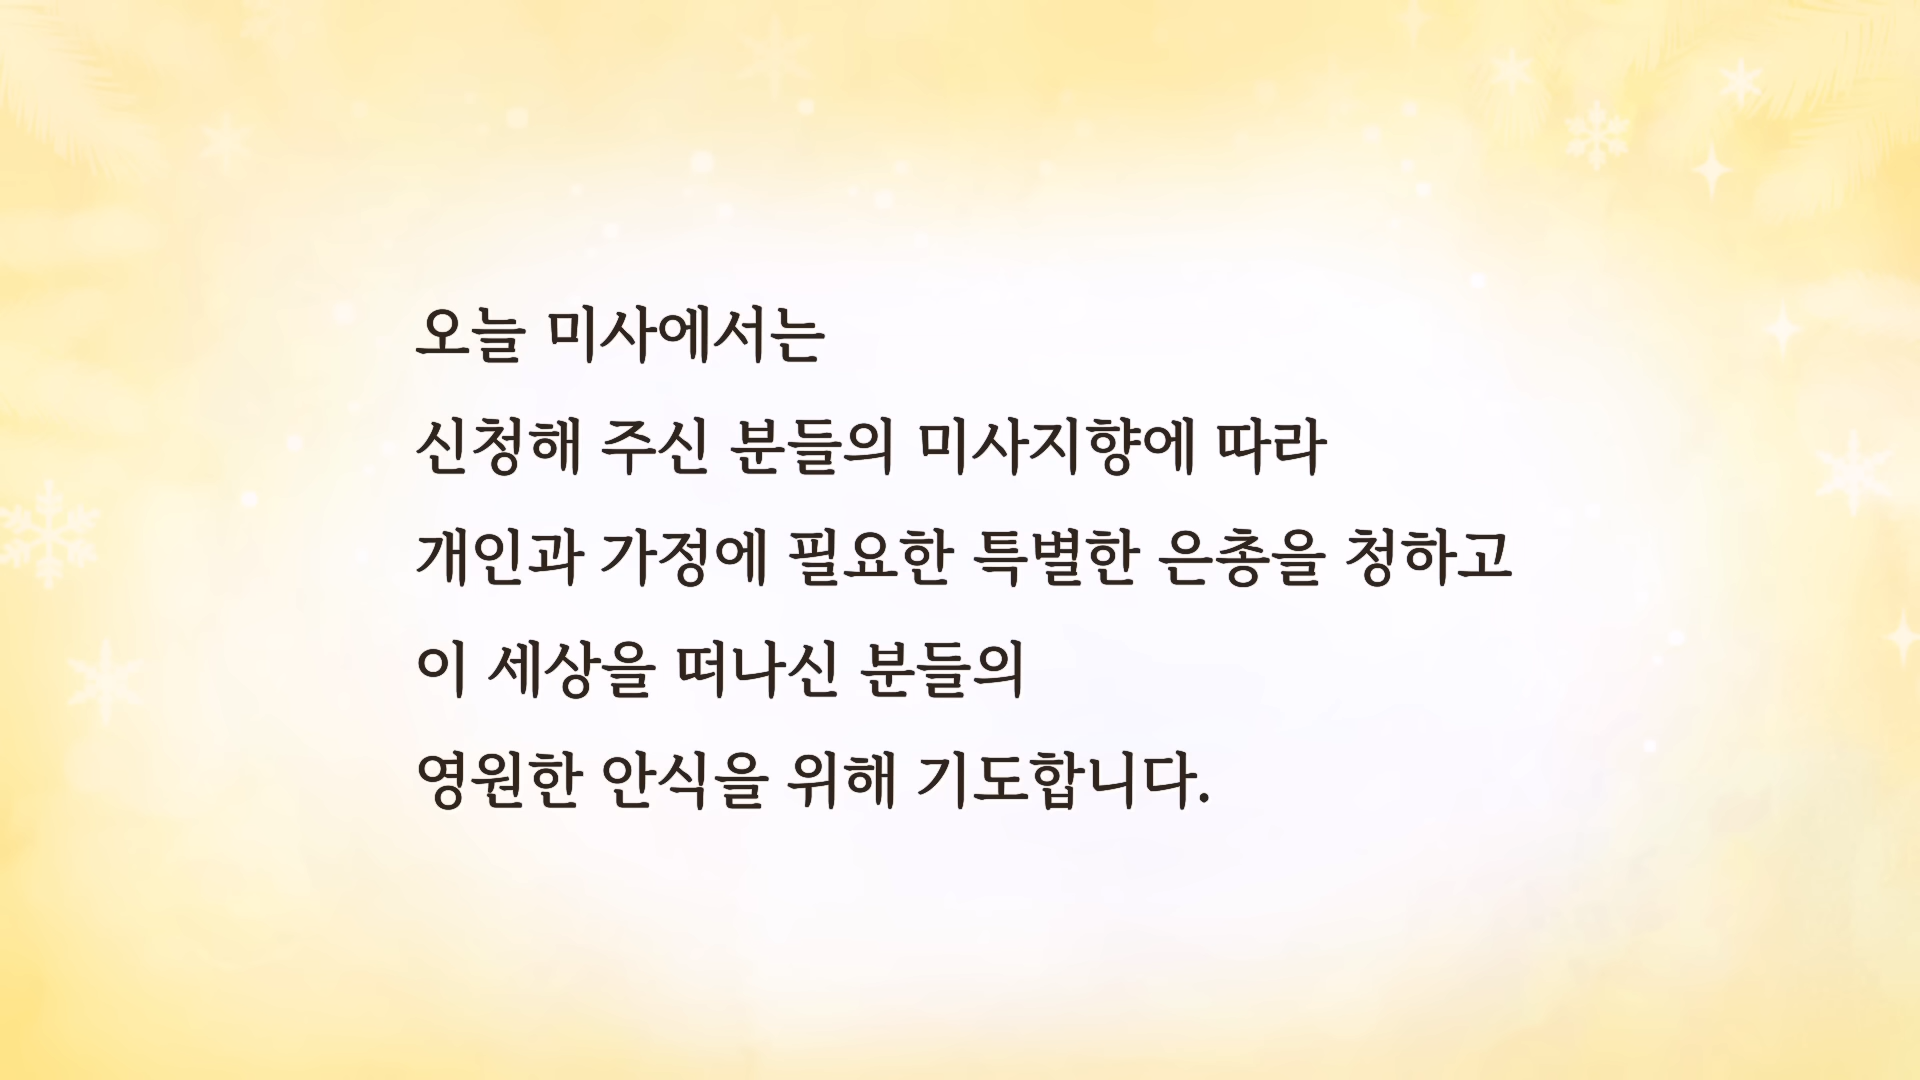 오늘 미사에서는
신청해 주신 분들의 미사지향에 따라
개인과 가정에 필요한 특별한 은총을 청하고
이 세상을 떠나신 분들의
영원한 안식을 위해 기도합니다.